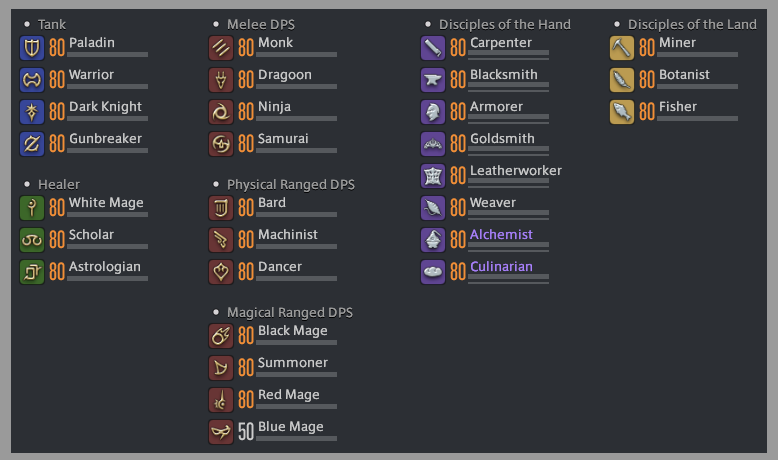 • Tank
80 Paladin
80 Warrior
80 Dark Knight
80 Gunbreaker
• Healer
80 White Mage
80 Scholar
80 Astrologian
• Melee DPS
80 Monk
80 Dragoon
80 Ninja
80 Samurai
• Physical Ranged DPS
80 Bard
80 Machinist
80 Dancer
• Magical Ranged DPS
80 Black Mage
80 Summoner
80 Red Mage
50 Blue Mage
• Disciples of the Hand
80 Carpenter
80 Blacksmith
80 Armorer
80 Goldsmith
80 Leatherworker
80 Weaver
80 Alchemist
80 Culinarian
• Disciples of the Land
80 Miner
80 Botanist
80 Fisher